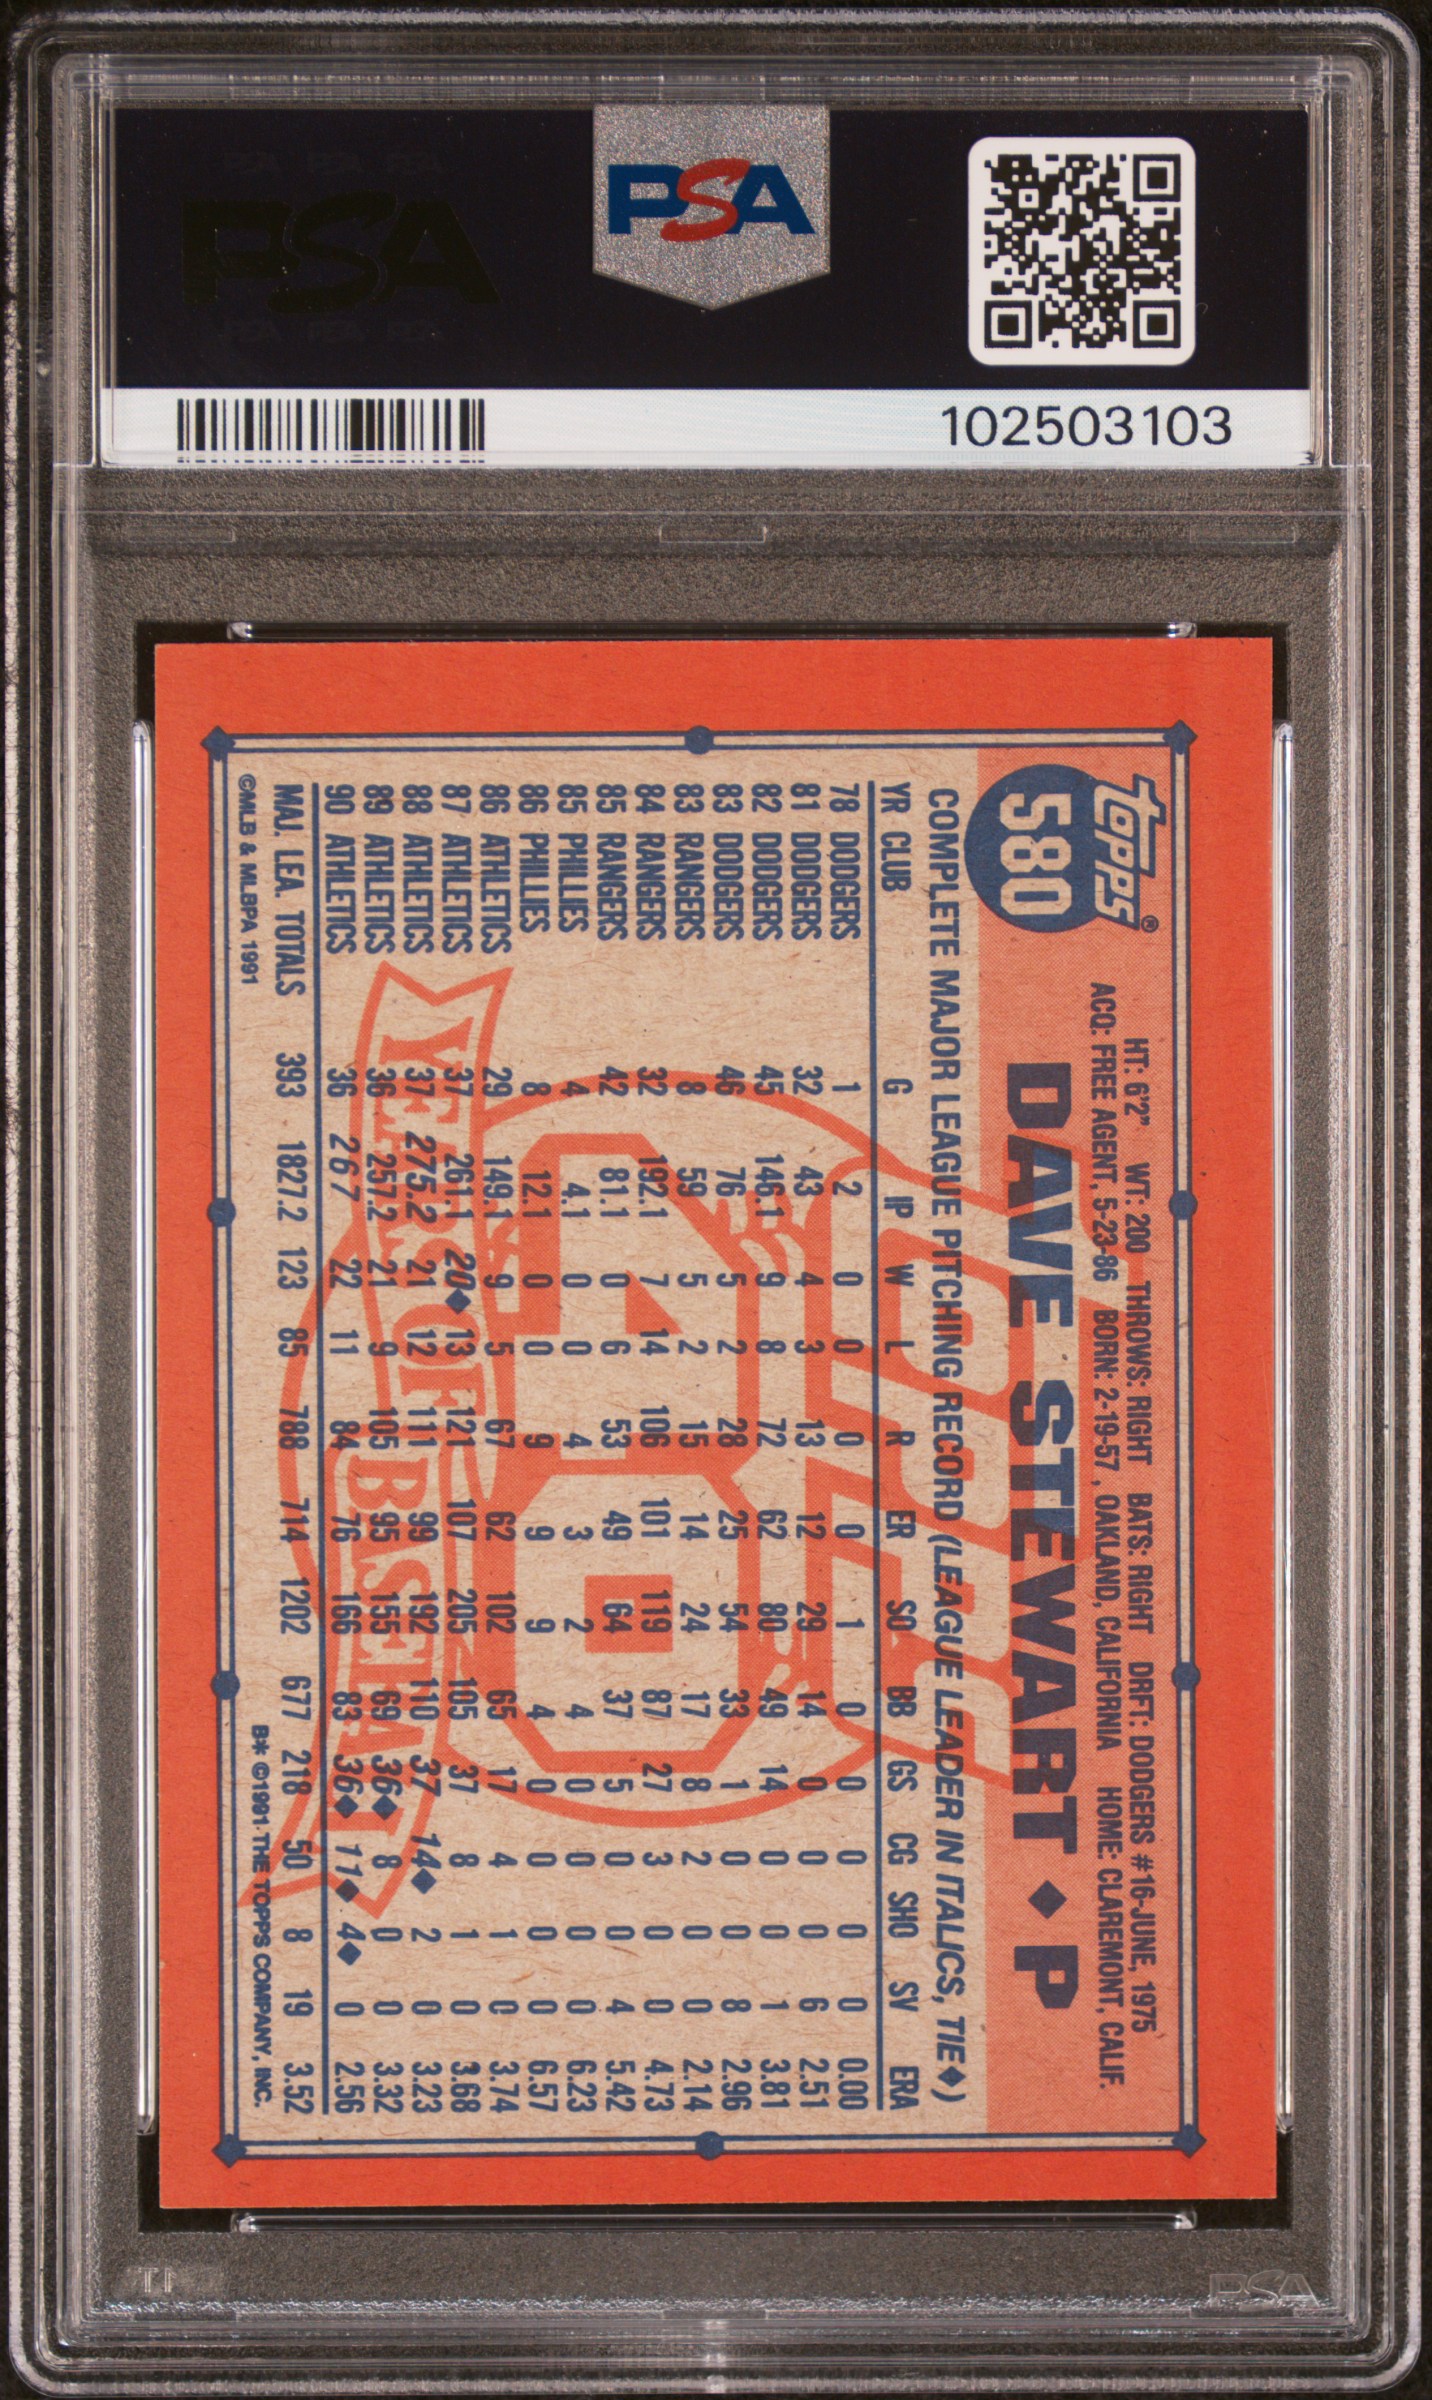 PSA
PSA
102503103
topps®
580
HT: 6'2" WT: 200 THROWS: RIGHT BATS: RIGHT DRFT: DODGERS #16-JUNE, 1975
ACQ: FREE AGENT, 5-23-86 BORN: 2-19-57, OAKLAND, CALIFORNIA HOME: CLAREMONT, CALIF.
DAVE STEWART ◆ P
COMPLETE MAJOR LEAGUE PITCHING RECORD (LEAGUE LEADER IN ITALICS, TIE◆)
YR CLUB G IP W L R ER SO BB GS CG SHO SV ERA
78 DODGERS 1 2 0 0 0 0 1 0 0 0 0 0 0.00
81 DODGERS 32 43 4 3 13 12 29 14 0 0 0 6 2.51
82 DODGERS 45 146.1 9 8 72 62 80 49 14 0 0 1 3.81
83 DODGERS 46 76 5 2 28 25 54 33 1 0 0 8 2.96
83 RANGERS 8 59 5 2 15 14 24 17 8 2 0 0 2.14
84 RANGERS 32 192.1 7 14 106 101 119 87 27 3 0 0 4.73
85 RANGERS 42 81.1 0 6 53 49 64 37 5 0 0 4 5.42
85 PHILLIES 4 4.1 0 0 4 3 2 4 0 0 0 0 6.23
86 PHILLIES 8 12.1 0 0 9 9 9 4 0 0 0 0 6.57
86 ATHLETICS 29 149.1 9 5 67 62 102 65 17 4 1 0 3.74
87 ATHLETICS 37 261.1 20◆ 13 121 107 205 105 37 8 1 0 3.68
88 ATHLETICS 37 275.2 21 12 111 99 192 110 37 14◆ 2 0 3.23
89 ATHLETICS 36 257.2 21 9 105 95 155 69 36◆ 8 0 0 3.32
90 ATHLETICS 36 267 22 11 84 76 166 83 36◆ 11◆ 4◆ 0 2.56
MAJ. LEA. TOTALS 393 1827.2 123 85 788 714 1202 677 218 50 8 19 3.52
©MLB & MLBPA 1991
B* ©1991 THE TOPPS COMPANY, INC.
topps
40
YEARS OF BASEBALL
PSA